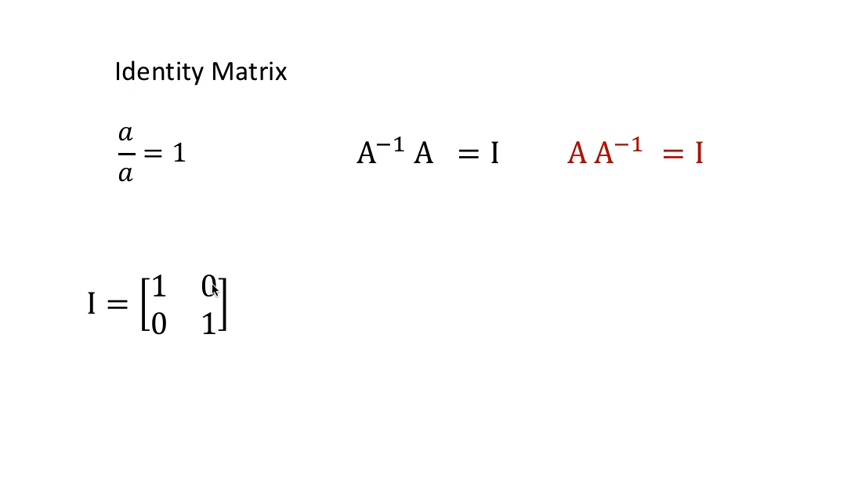 Identity Matrix
a/a = 1    A⁻¹ A = I    A A⁻¹ = I
I = [1 0
0 1]